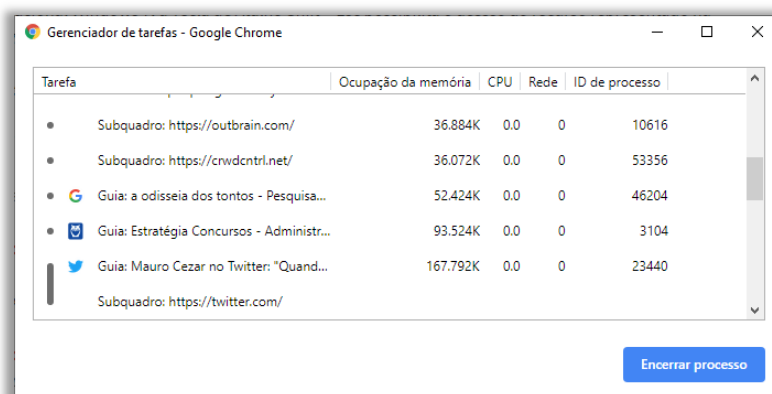 Gerenciador de tarefas - Google Chrome
Tarefa Ocupação da memória CPU Rede ID de processo
Subquadro: https://outbrain.com/ 36.884K 0.0 0 10616
Subquadro: https://crwdcntrl.net/ 36.072K 0.0 0 53356
Guia: a odisseia dos tontos - Pesquisa... 52.424K 0.0 0 46204
Guia: Estratégia Concursos - Administr... 93.524K 0.0 0 3104
Guia: Mauro Cezar no Twitter: "Quand... 167.792K 0.0 0 23440
Subquadro: https://twitter.com/
Encerrar processo